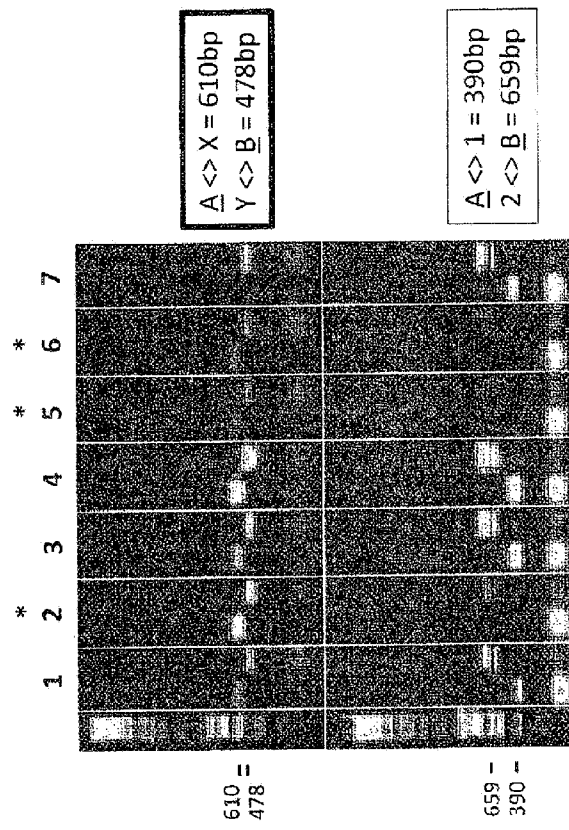 * * *
1 2 3 4 5 6 7
610 =
478
659 -
390 -
A <> X = 610bp
Y <> B = 478bp
A <> 1 = 390bp
2 <> B = 659bp